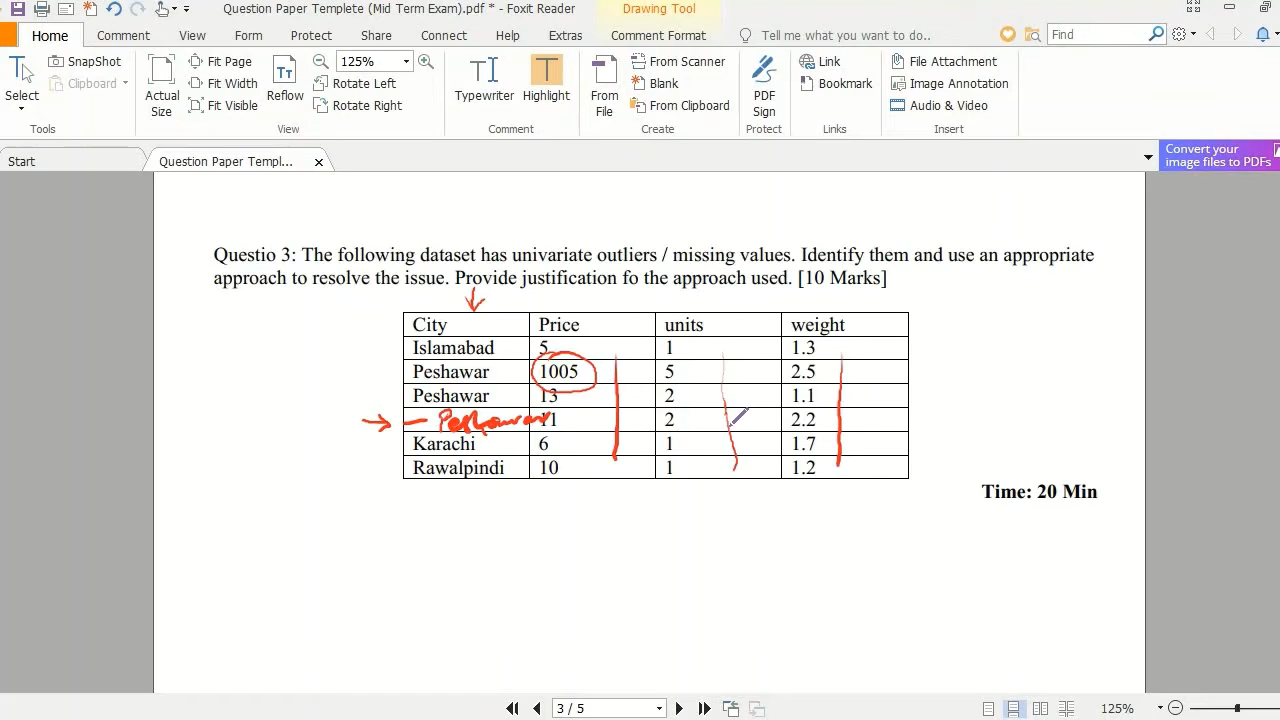 Question Paper Templete (Mid Term Exam).pdf * - Foxit Reader
Drawing Tool
Home Comment View Form Protect Share Connect Help Extras Comment Format Tell me what you want to do.. Find
SnapShot Fit Page 125% From Scanner Link File Attachment
Clipboard Fit Width Rotate Left Blank Bookmark Image Annotation
Select Actual Size Reflow Fit Visible Rotate Right Typewriter Highlight From File From Clipboard PDF Sign Audio & Video
Tools View Comment Create Protect Links Insert
Start Question Paper Templ... Convert your
image files to PDFs
Questio 3: The following dataset has univariate outliers / missing values. Identify them and use an appropriate
approach to resolve the issue. Provide justification fo the approach used. [10 Marks]
City Price units weight
Islamabad 5 1 1.3
Peshawar 1005 5 2.5
Peshawar 13 2 1.1
Peshawar 11 2 2.2
Karachi 6 1 1.7
Rawalpindi 10 1 1.2
Time: 20 Min
3 / 5 125%